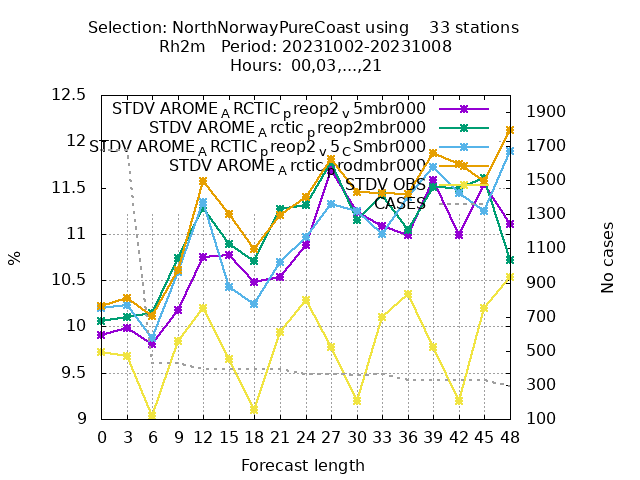 Selection: NorthNorwayPureCoast using    33 stations
Rh2m   Period: 20231002-20231008
Hours:  00,03,...,21
12.5
12
11.5
11
10.5
10
9.5
9
%
STDV AROME_ARCTIC_preop2_v5mbr000
STDV AROME_Arctic_preop2mbr000
STDV AROME_ARCTIC_preop2_v5_CSmbr000
STDV AROME_Arctic_prodmbr000
STDV OBS
CASES
1900
1700
1500
1300
1100
900
700
500
300
100
No cases
0 3 6 9 12 15 18 21 24 27 30 33 36 39 42 45 48
Forecast length